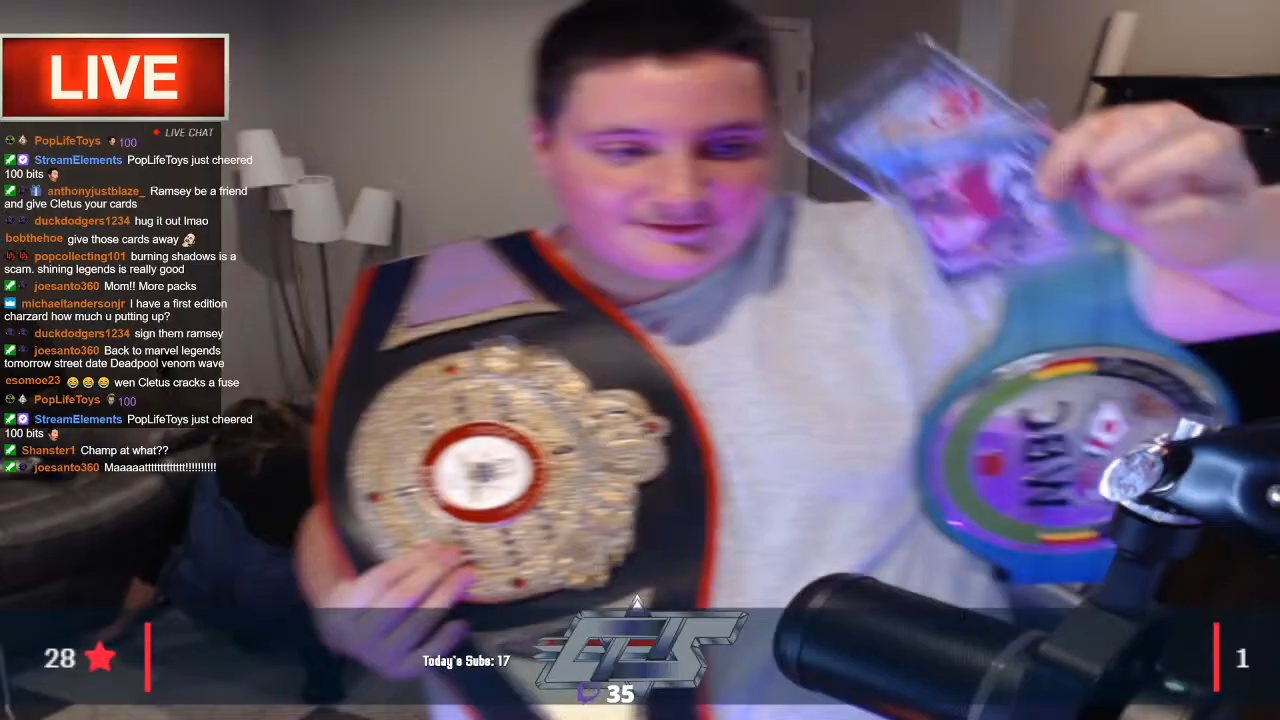 LIVE
LIVE CHAT
PopLifeToys 100
StreamElements PopLifeToys just cheered
100 bits
anthonyjustblaze_ Ramsey be a friend
and give Cletus your cards
duckdodgers1234 hug it out lmao
bobthehoe give those cards away
popcollecting101 burning shadows is a
scam. shining legends is really good
joesanto360 Mom!! More packs
michaeltandersonjr I have a first edition
charzard how much u putting up?
duckdodgers1234 sign them ramsey
joesanto360 Back to marvel legends
tomorrow street date Deadpool venom wave
esomoe23 😂😂😂 wen Cletus cracks a fuse
PopLifeToys 100
StreamElements PopLifeToys just cheered
100 bits
Shanster1 Champ at what??
joesanto360 Maaaaatttttttttttttt!!!!!!!!!!
28
Today's Subs: 17
35
1